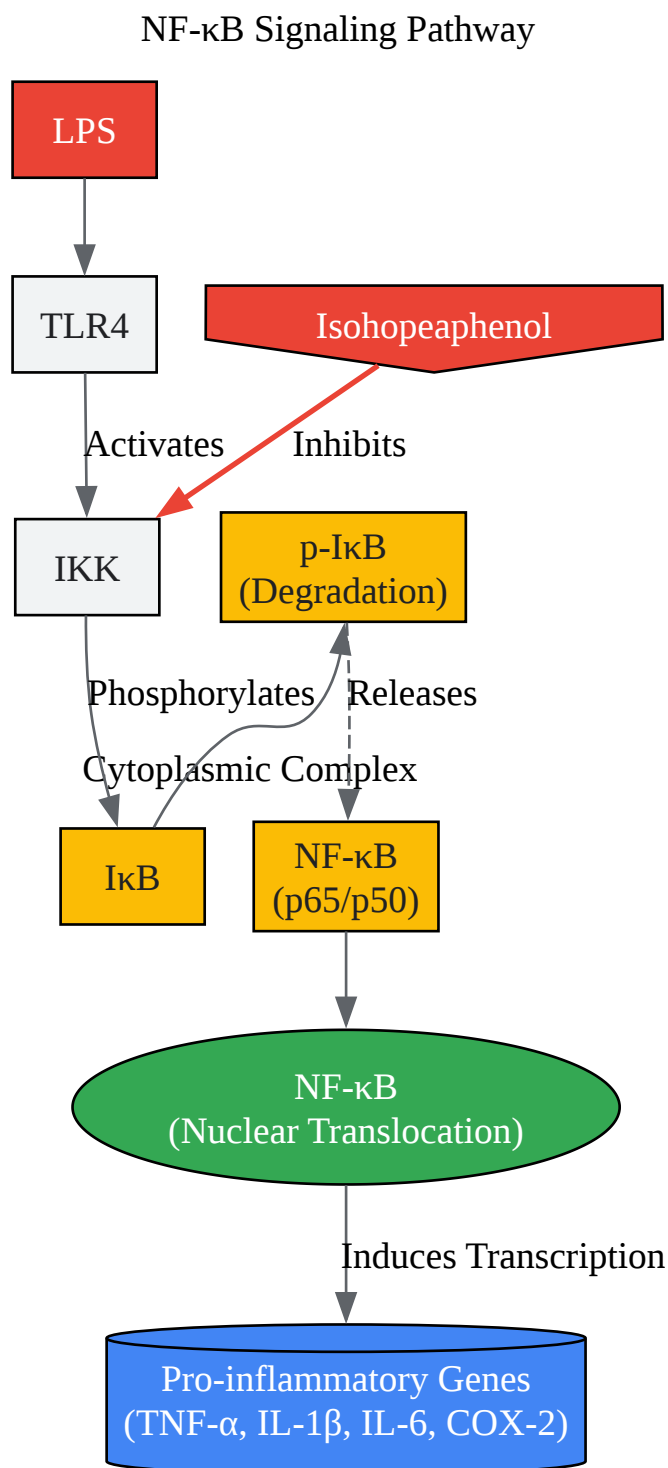 NF-κB Signaling Pathway
LPS
TLR4
Isohopeaphenol
Activates
Inhibits
IKK
p-IκB
(Degradation)
Phosphorylates
Releases
Cytoplasmic Complex
IκB
NF-κB
(p65/p50)
NF-κB
(Nuclear Translocation)
Induces Transcription
Pro-inflammatory Genes
(TNF-α, IL-1β, IL-6, COX-2)